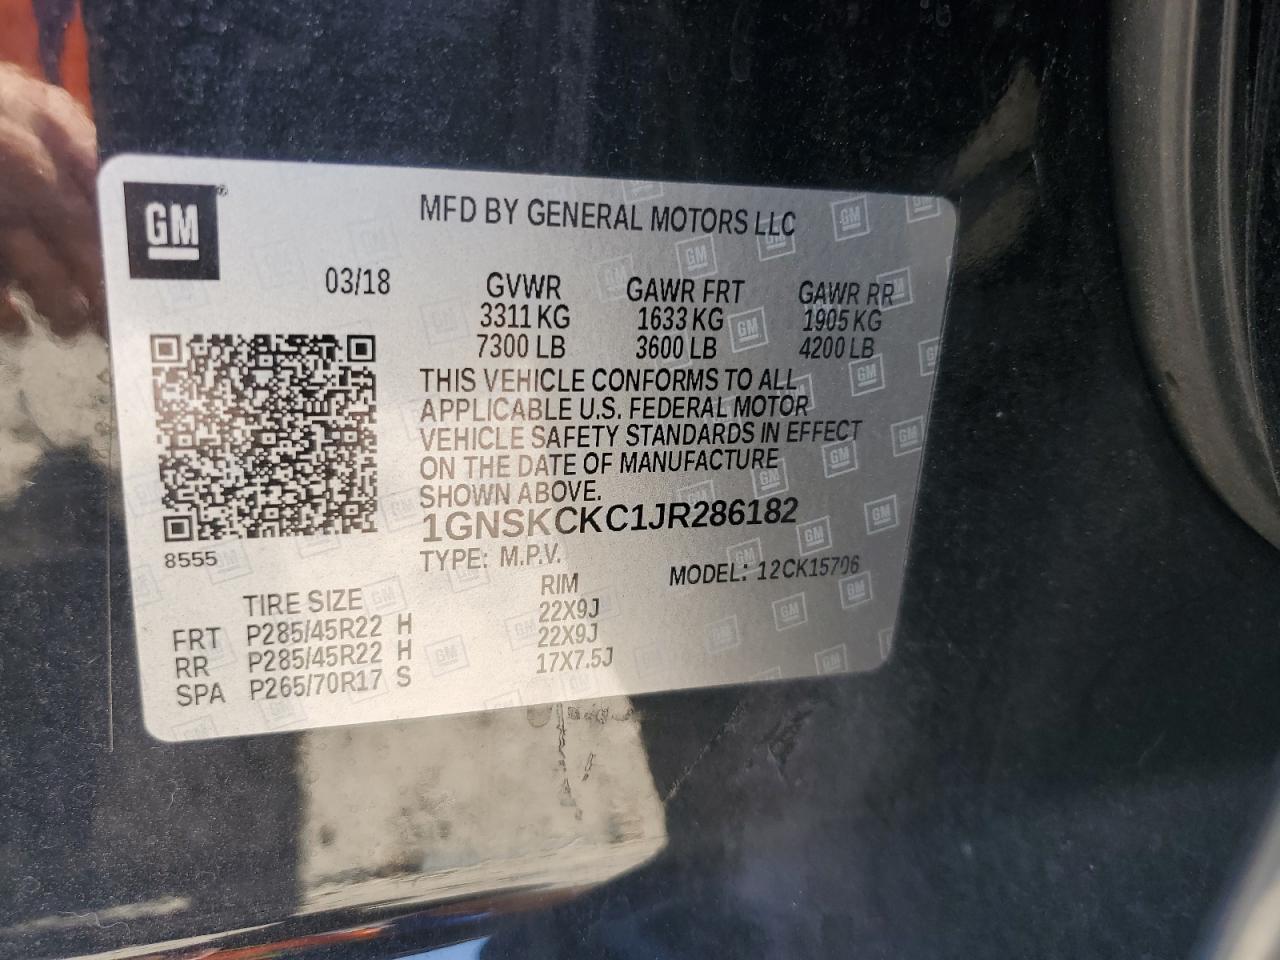 GM®
MFD BY GENERAL MOTORS LLC
03/18 GVWR GAWR FRT GAWR RR
3311 KG 1633 KG 1905 KG
7300 LB 3600 LB 4200 LB
THIS VEHICLE CONFORMS TO ALL
APPLICABLE U.S. FEDERAL MOTOR
VEHICLE SAFETY STANDARDS IN EFFECT
ON THE DATE OF MANUFACTURE
SHOWN ABOVE.
1GNSKCKC1JR286182
8555
TYPE: M.P.V. MODEL: 12CK15706
TIRE SIZE RIM
FRT P285/45R22 H 22X9J
RR P285/45R22 H 22X9J
SPA P265/70R17 S 17X7.5J